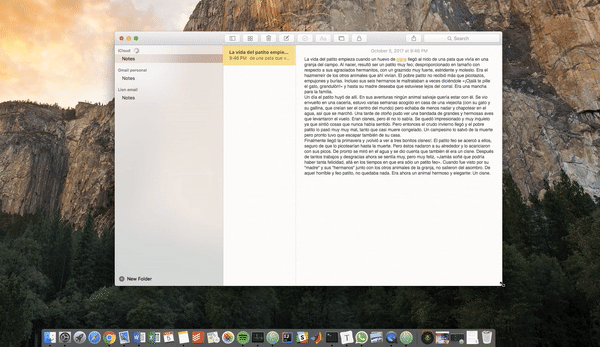 Search
iCloud
Notes
Gmail personal
Notes
Lion email
Notes
New Folder
La vida del patito empie...
9:46 PM de una pata que v...
October 5, 2017 at 9:46 PM
La vida del patito empieza cuando un huevo de cisne llegó al nido de una pata que vivía en una
granja del campo. Al nacer, resultó ser un patito muy feo; desproporcionado en tamaño con
respecto a sus agraciados hermanitos, con un graznido muy fuerte, estridente y molesto. Era el
hazmerreír de los otros animales que ahí vivían. El pobre patito no recibió más que picotazos,
empujones y burlas. Incluso sus seis hermanos le maltrataban a veces diciéndole «¡Ojalá te pille
el gato, grandullón!» y hasta su madre deseaba que estuviese lejos del corral. Era una marcha
para la familia.
Un día el patito huyó de allí. En sus aventuras ningún animal salvaje quería estar con él. Se vio
envuelto en una cacería, estuvo varias semanas acogido en casa de una viejecita (con su gato y
su gallina, que creían ser el centro del mundo) pero echaba de menos nadar y chapotear en el
agua, así que se marchó. Una tarde de otoño pudo ver una bandada de grandes y hermosas aves
que levantaron el vuelo. Eran cisnes, pero él no lo sabía. Se quedó impresionado y muy inquieto
ya que sintió cosas que nunca había sentido. Pero entonces el crudo invierno llegó y el pobre
patito lo pasó muy muy mal, tanto que casi muere congelado. Un campesino lo salvó de la muerte
pero pronto tuvo que escapar también de su casa.
Finalmente llegó la primavera y ¡volvió a ver a tres bonitos cisnes!. El patito feo se acercó a ellos,
seguro de que lo picotearían hasta la muerte. Pero éstos nadaron a su alrededor y lo acariciaron
con sus picos. De pronto se miró en el agua y se dio cuenta que también él era un cisne. Después
de tantos trabajos y desgracias ahora se sentía muy, pero muy feliz. «Jamás soñé que podría
haber tanta felicidad, allá en los tiempos en que era sólo un patito feo». Cuando fue visto por su
"madre" y sus "hermanos" junto con los otros animales de la granja, no salieron del asombro. De
aquel horrible y feo patito, no quedaba nada. Era ahora un animal hermoso y elegante: Un cisne.